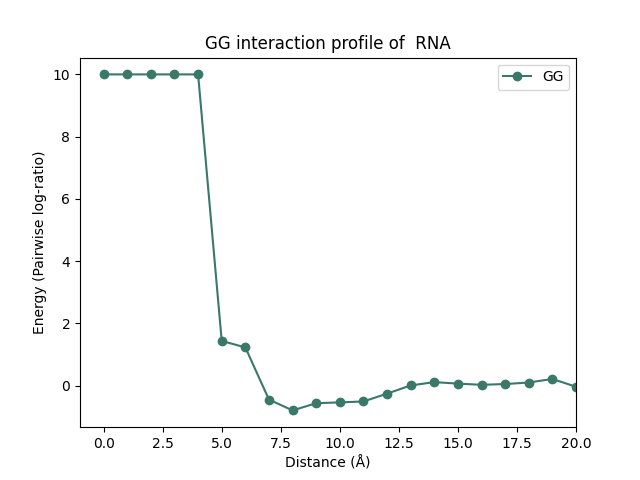 GG interaction profile of  RNA
GG
Energy (Pairwise log-ratio)
10
8
6
4
2
0
0.0 2.5 5.0 7.5 10.0 12.5 15.0 17.5 20.0
Distance (Å)